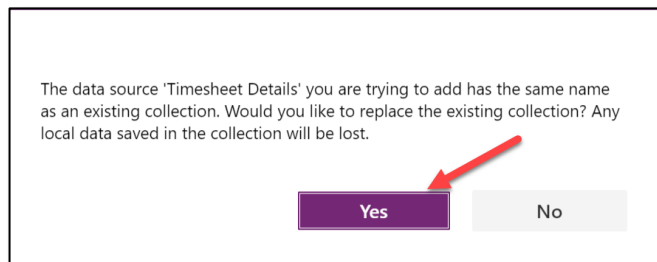 The data source 'Timesheet Details' you are trying to add has the same name
as an existing collection. Would you like to replace the existing collection? Any
local data saved in the collection will be lost.
Yes
No